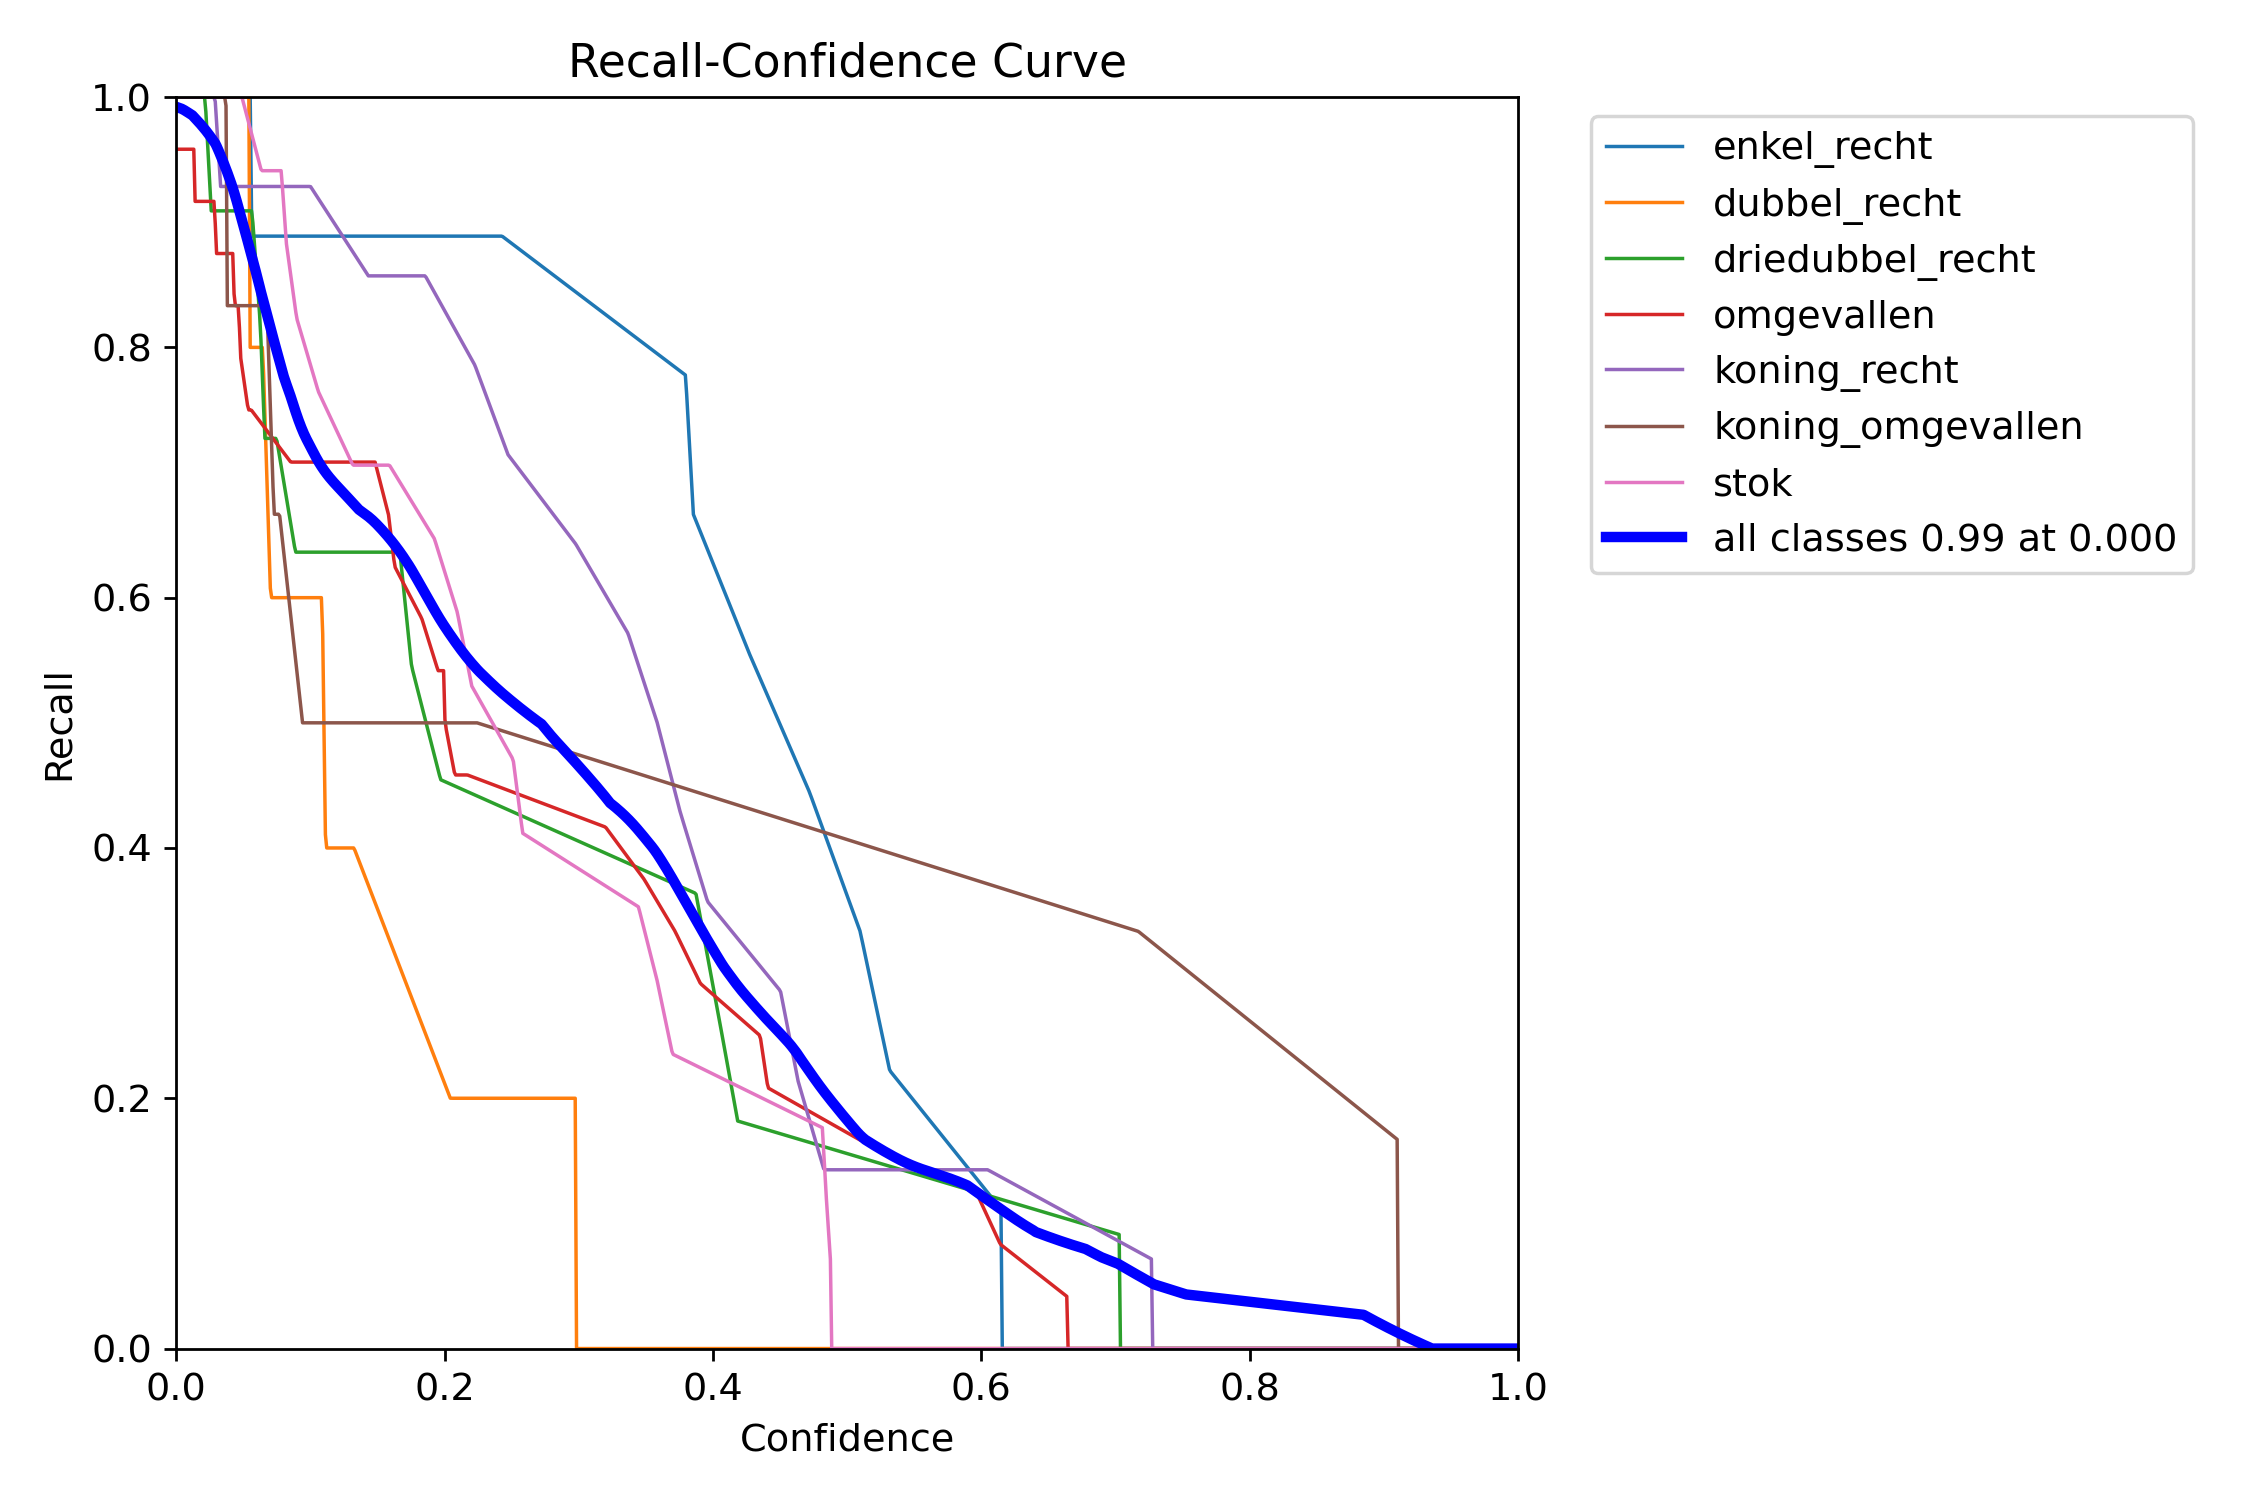 Recall-Confidence Curve
1.0
0.8
0.6
0.4
0.2
0.0
Recall
0.0 0.2 0.4 0.6 0.8 1.0
Confidence
enkel_recht
dubbel_recht
driedubbel_recht
omgevallen
koning_recht
koning_omgevallen
stok
all classes 0.99 at 0.000